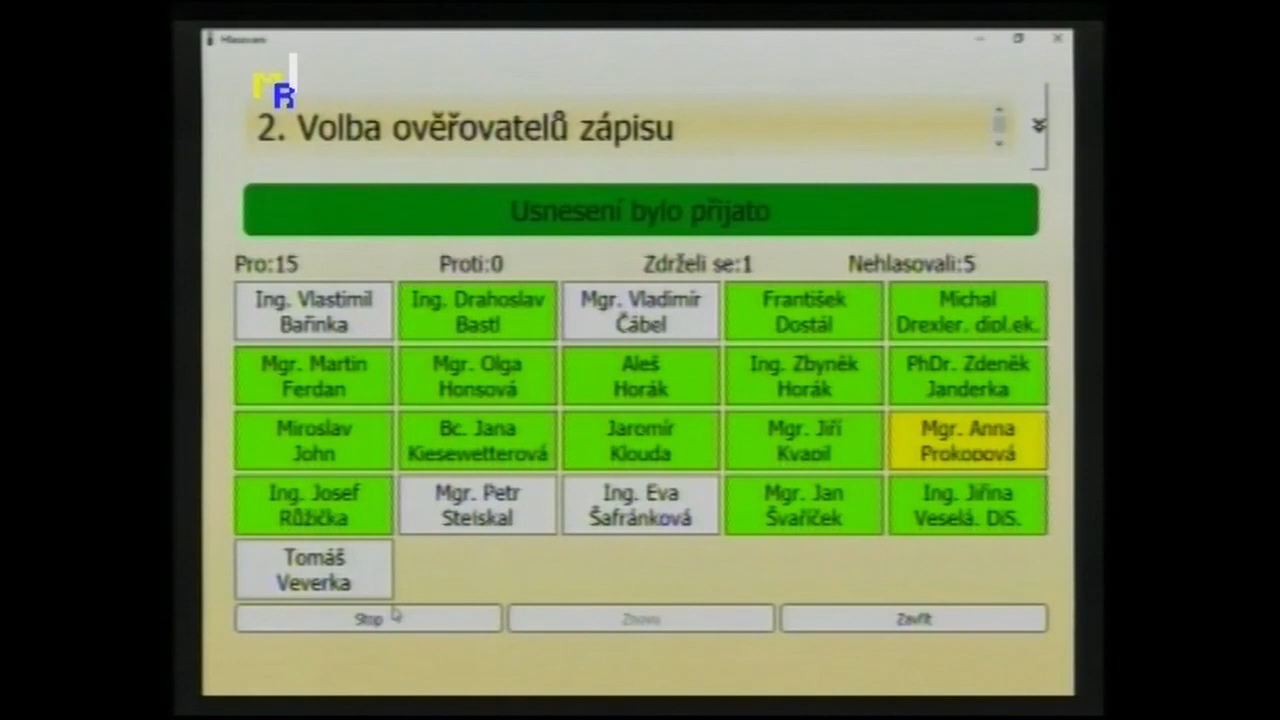 Hlasování
MR
2. Volba ověřovatelů zápisu
Usnesení bylo přijato
Pro:15 Proti:0 Zdrželi se:1 Nehlasovali:5
Ing. Vlastimil Bařinka
Ing. Drahoslav Bastl
Mgr. Vladimír Čábel
František Dostál
Michal Drexler, dipl.ek.
Mgr. Martin Ferdan
Mgr. Olga Honsová
Aleš Horák
Ing. Zbyněk Horák
PhDr. Zdeněk Janderka
Miroslav John
Bc. Jana Kiesewetterová
Jaromír Klouda
Mgr. Jiří Kvapil
Mgr. Anna Prokopová
Ing. Josef Růžička
Mgr. Petr Stejskal
Ing. Eva Šafránková
Mgr. Jan Švaříček
Ing. Jiřina Veselá, DiS.
Tomáš Veverka
Stop Znovu Zavřít